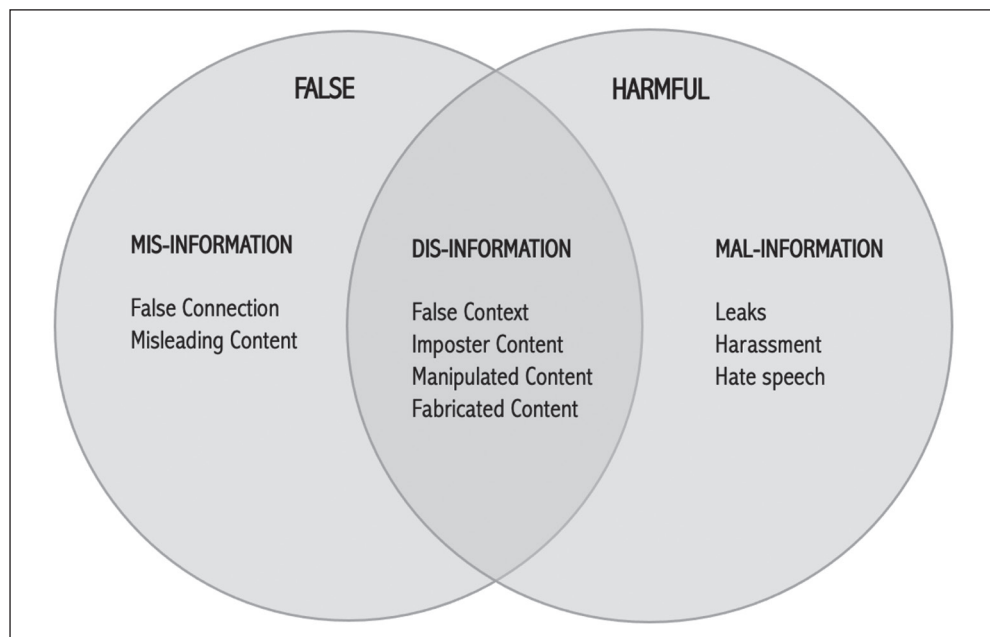 FALSE
HARMFUL
MIS-INFORMATION
False Connection
Misleading Content
DIS-INFORMATION
False Context
Imposter Content
Manipulated Content
Fabricated Content
MAL-INFORMATION
Leaks
Harassment
Hate speech